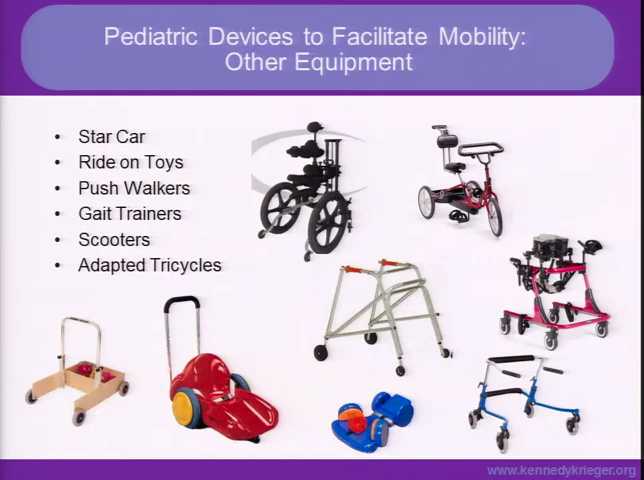 Pediatric Devices to Facilitate Mobility:
Other Equipment
• Star Car
• Ride on Toys
• Push Walkers
• Gait Trainers
• Scooters
• Adapted Tricycles
www.kennedykrieger.org